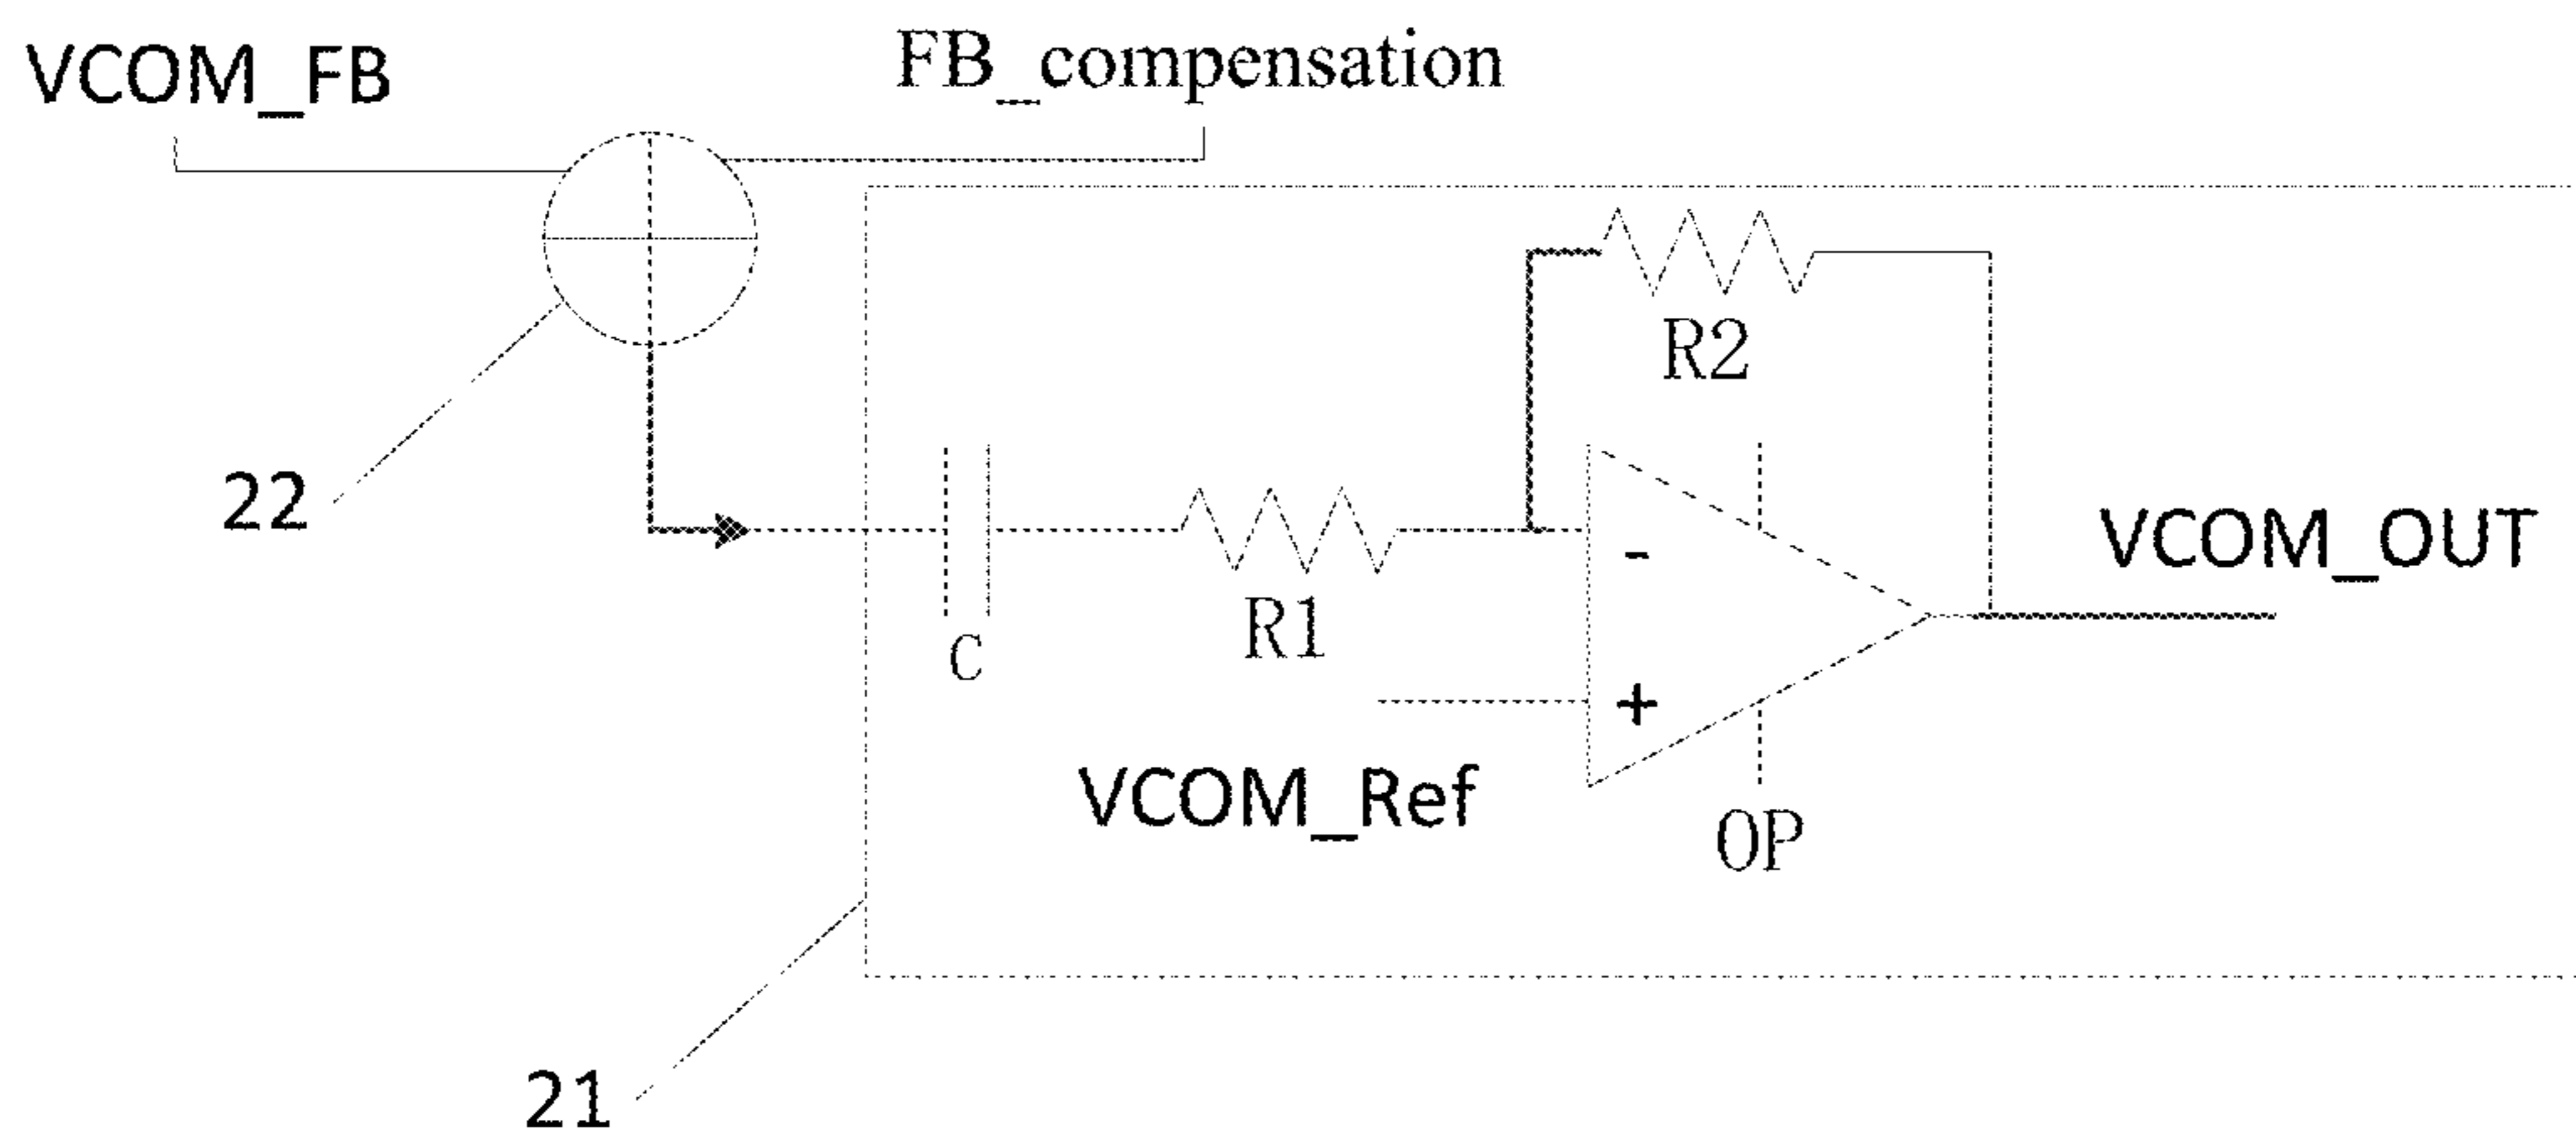 VCOM_FB
FB_compensation
R2
22
-
VCOM_OUT
C
R1
+
VCOM_Ref
OP
21